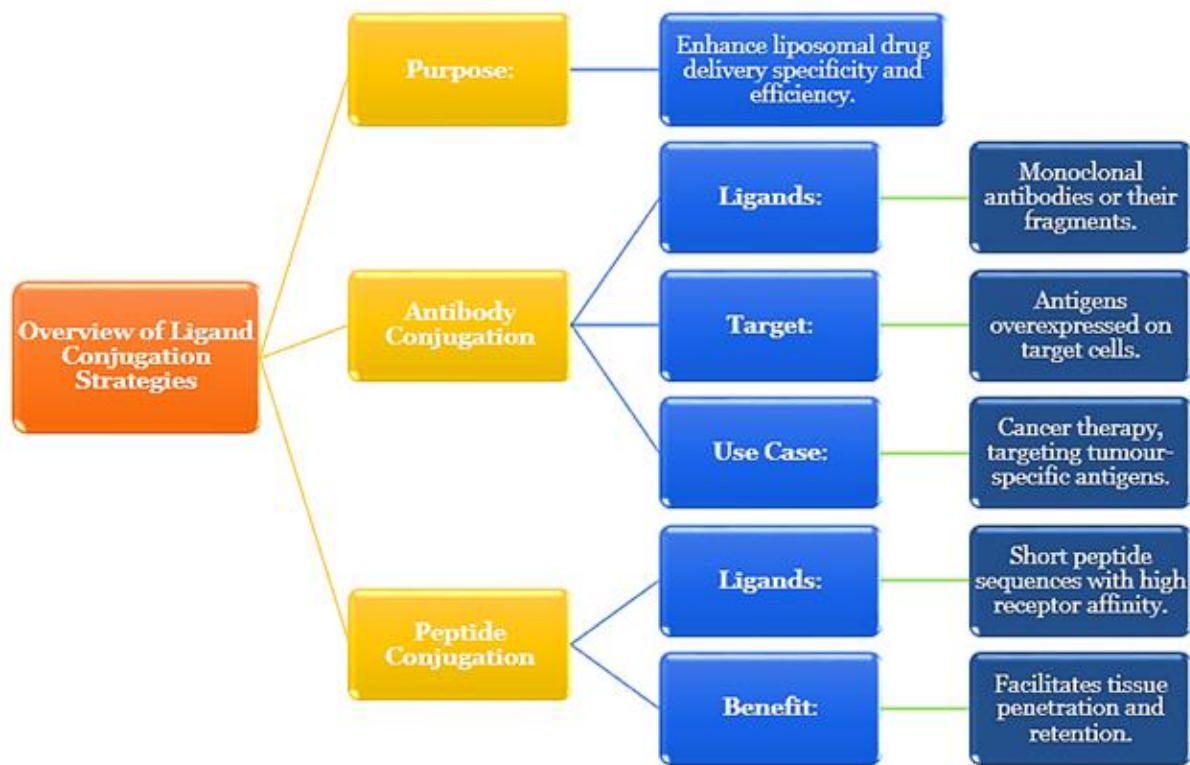 Overview of Ligand
Conjugation
Strategies
Purpose:
Enhance liposomal drug
delivery specificity and
efficiency.
Antibody
Conjugation
Ligands:
Monoclonal
antibodies or their
fragments.
Target:
Antigens
overexpressed on
target cells.
Use Case:
Cancer therapy,
targeting tumour-
specific antigens.
Peptide
Conjugation
Ligands:
Short peptide
sequences with high
receptor affinity.
Benefit:
Facilitates tissue
penetration and
retention.